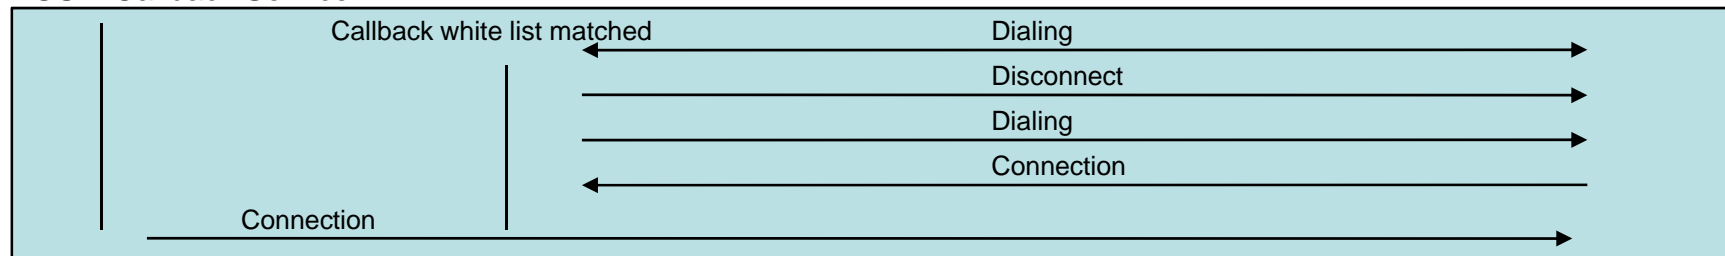 Callback white list matched Dialing
Disconnect
Dialing
Connection
Connection